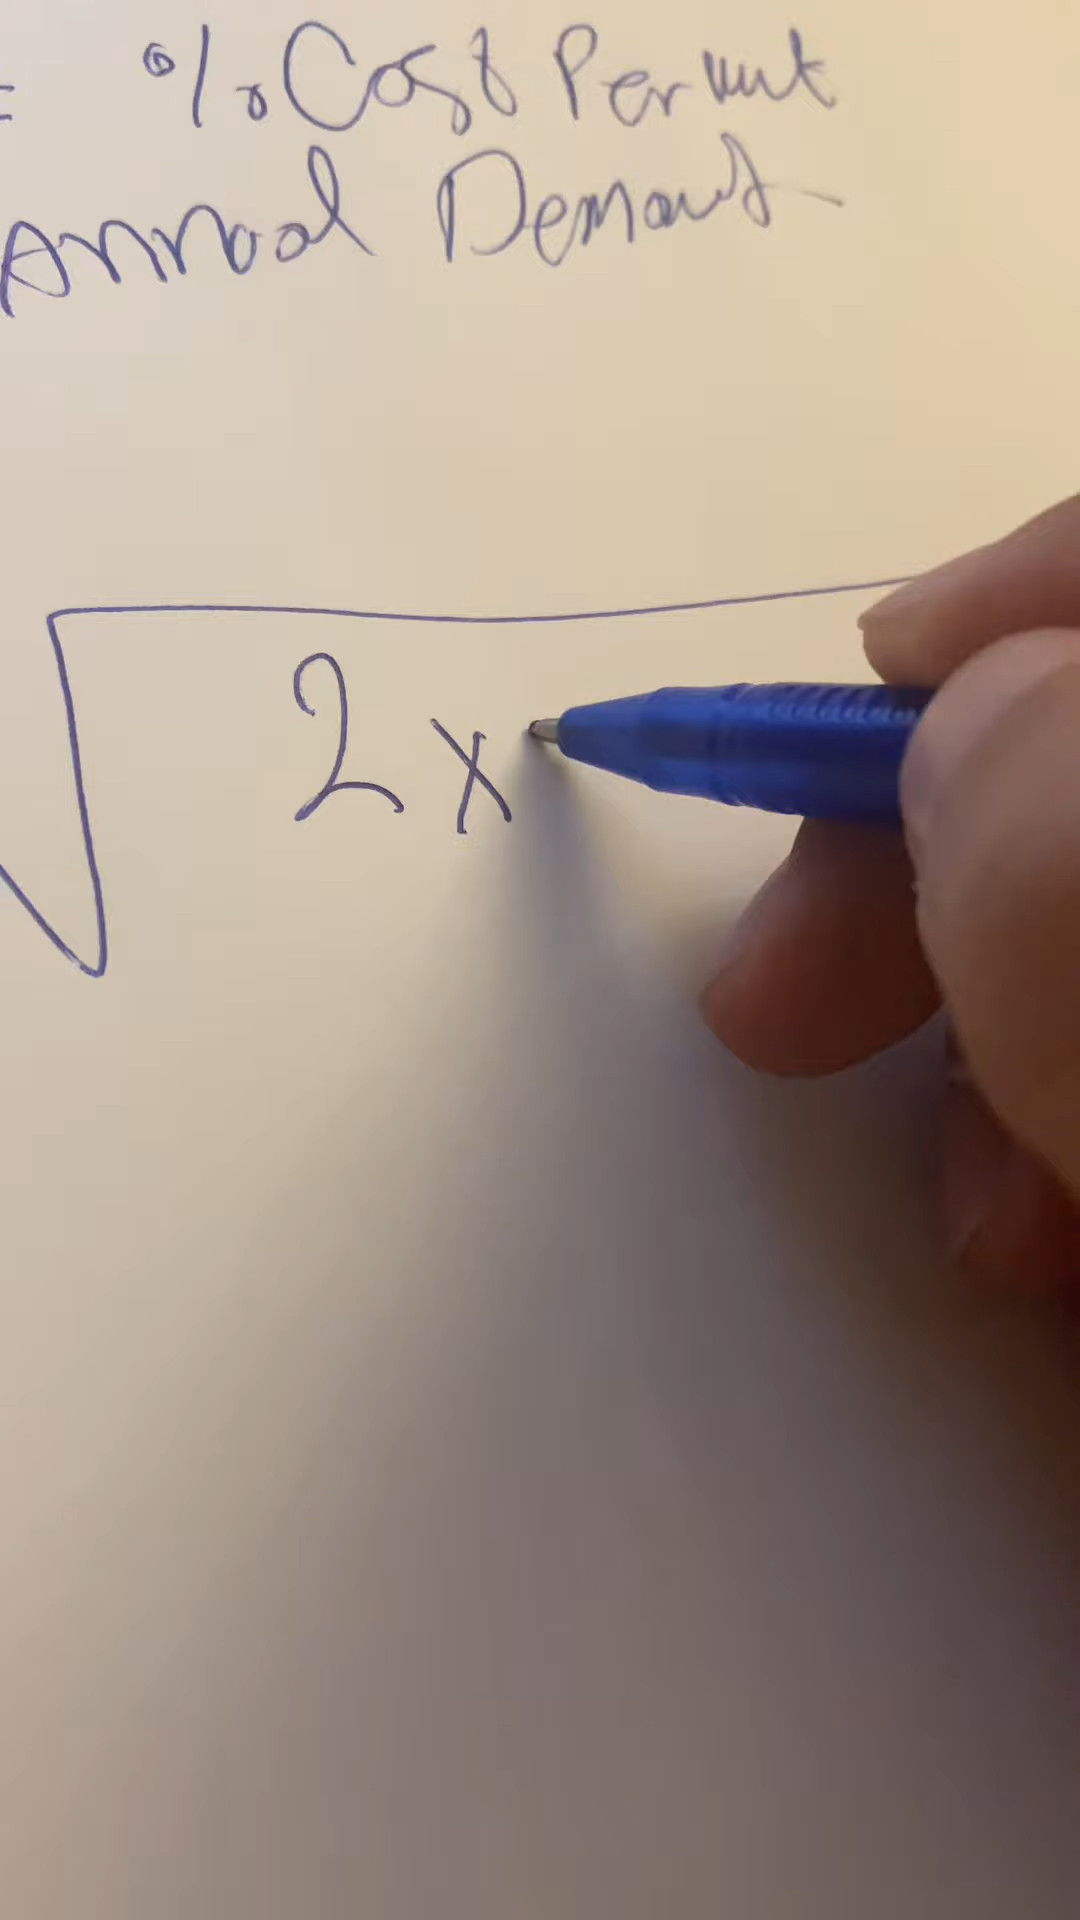 = % Cost Per unit
Annual Demand
√ 2 x